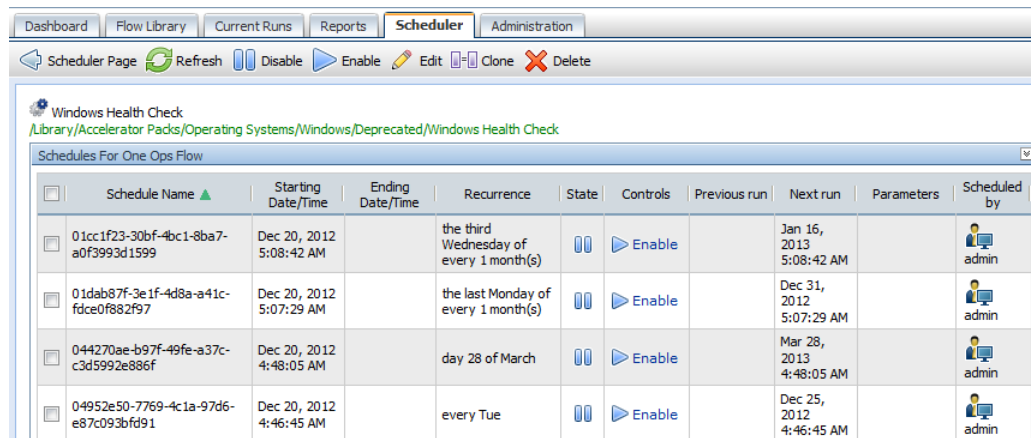 Dashboard Flow Library Current Runs Reports Scheduler Administration
Scheduler Page Refresh Disable Enable Edit Clone Delete
Windows Health Check
/Library/Accelerator Packs/Operating Systems/Windows/Deprecated/Windows Health Check
Schedules For One Ops Flow
Schedule Name Starting Date/Time Ending Date/Time Recurrence State Controls Previous run Next run Parameters Scheduled by
01cc1f23-30bf-4bc1-8ba7-
a0f3993d1599
Dec 20, 2012
5:08:42 AM
the third
Wednesday of
every 1 month(s)
Enable
Jan 16,
2013
5:08:42 AM
admin
01dab87f-3e1f-4d8a-a41c-
fdce0f882f97
Dec 20, 2012
5:07:29 AM
the last Monday of
every 1 month(s)
Enable
Dec 31,
2012
5:07:29 AM
admin
044270ae-b97f-49fe-a37c-
c3d5992e886f
Dec 20, 2012
4:48:05 AM
day 28 of March
Enable
Mar 28,
2013
4:48:05 AM
admin
04952e50-7769-4c1a-97d6-
e87c093bfd91
Dec 20, 2012
4:46:45 AM
every Tue
Enable
Dec 25,
2012
4:46:45 AM
admin